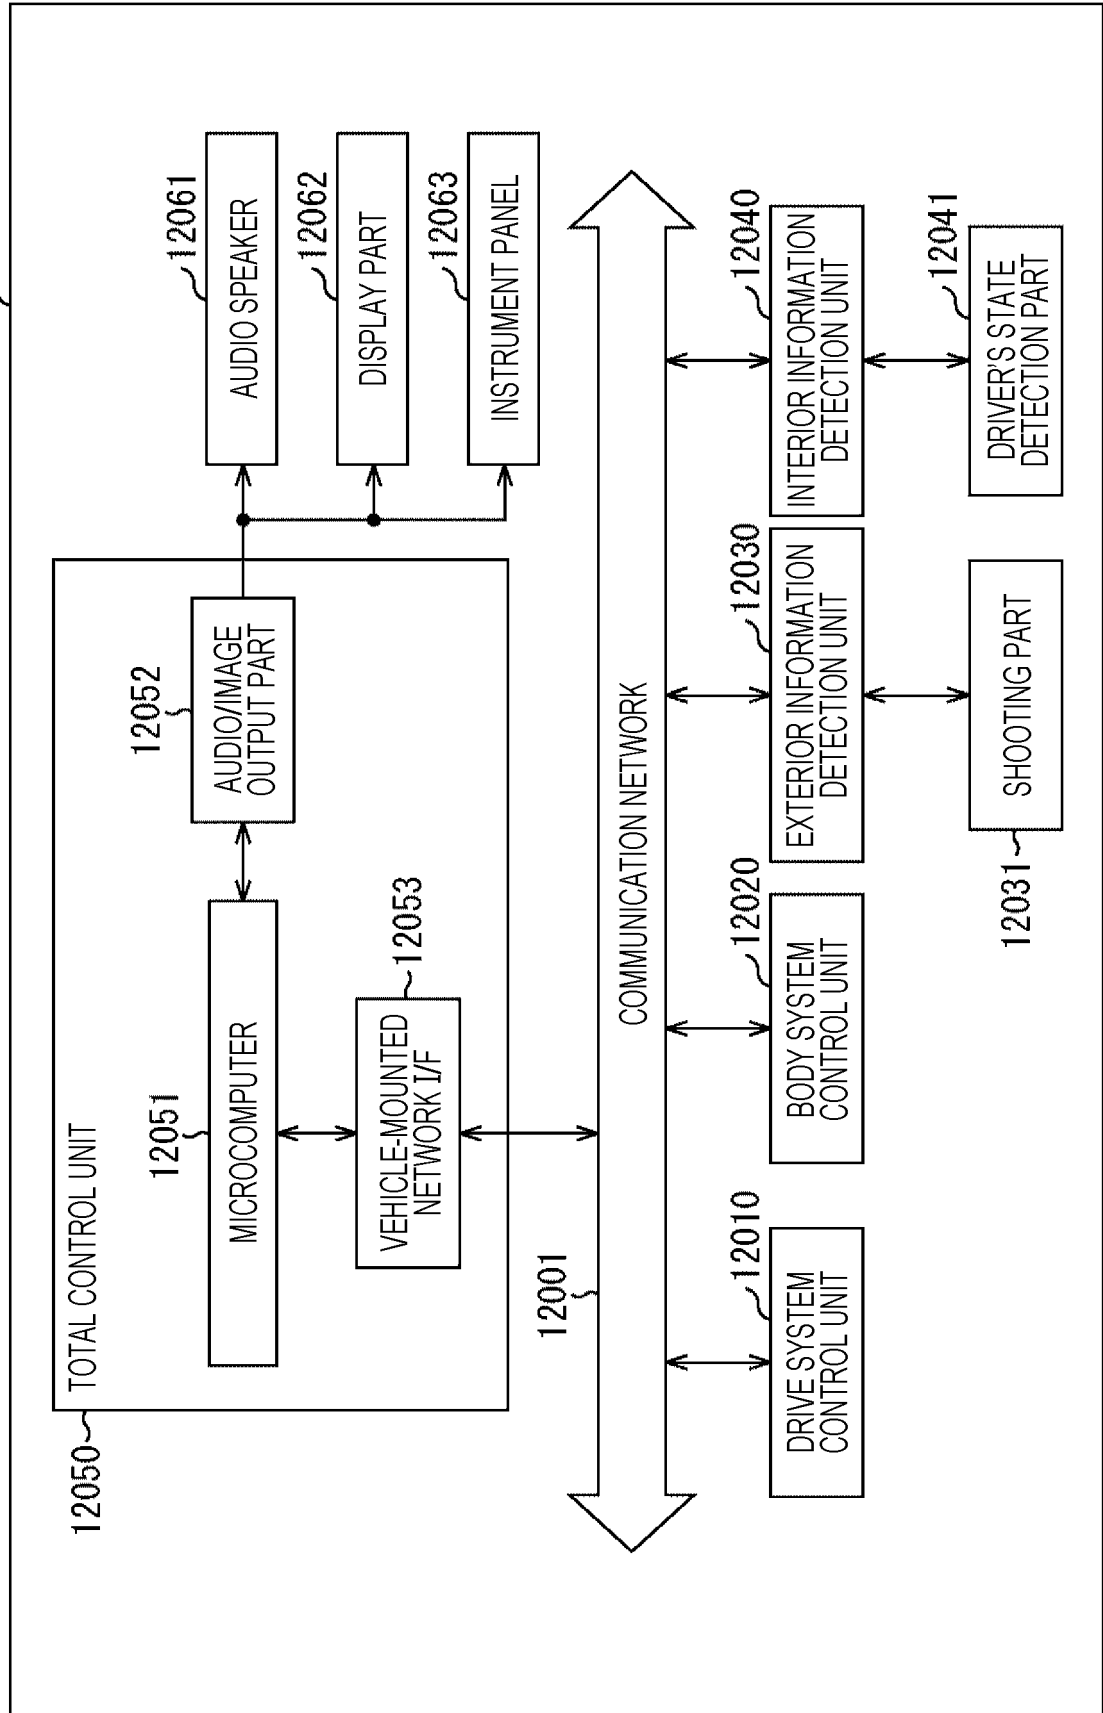 12050
TOTAL CONTROL UNIT
12051
MICROCOMPUTER
12052
AUDIO/IMAGE
OUTPUT PART
12053
VEHICLE-MOUNTED
NETWORK I/F
12061
AUDIO SPEAKER
12062
DISPLAY PART
12063
INSTRUMENT PANEL
12001
COMMUNICATION NETWORK
12010
DRIVE SYSTEM
CONTROL UNIT
12020
BODY SYSTEM
CONTROL UNIT
12030
EXTERIOR INFORMATION
DETECTION UNIT
12040
INTERIOR INFORMATION
DETECTION UNIT
12031
SHOOTING PART
12041
DRIVER'S STATE
DETECTION PART